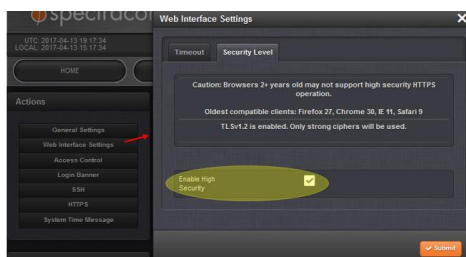 spectracom
Web Interface Settings
X
UTC: 2017-04-13 19:17:34
LOCAL: 2017-04-13 15:17:34
HOME
Timeout
Security Level
Caution: Browsers 2+ years old may not support high security HTTPS
operation.
Oldest compatible clients: Firefox 27, Chrome 30, IE 11, Safari 9
TLSv1.2 is enabled. Only strong ciphers will be used.
Actions
General Settings
Web Interface Settings
Access Control
Login Banner
SSH
HTTPS
System Time Message
Enable High
Security
Submit